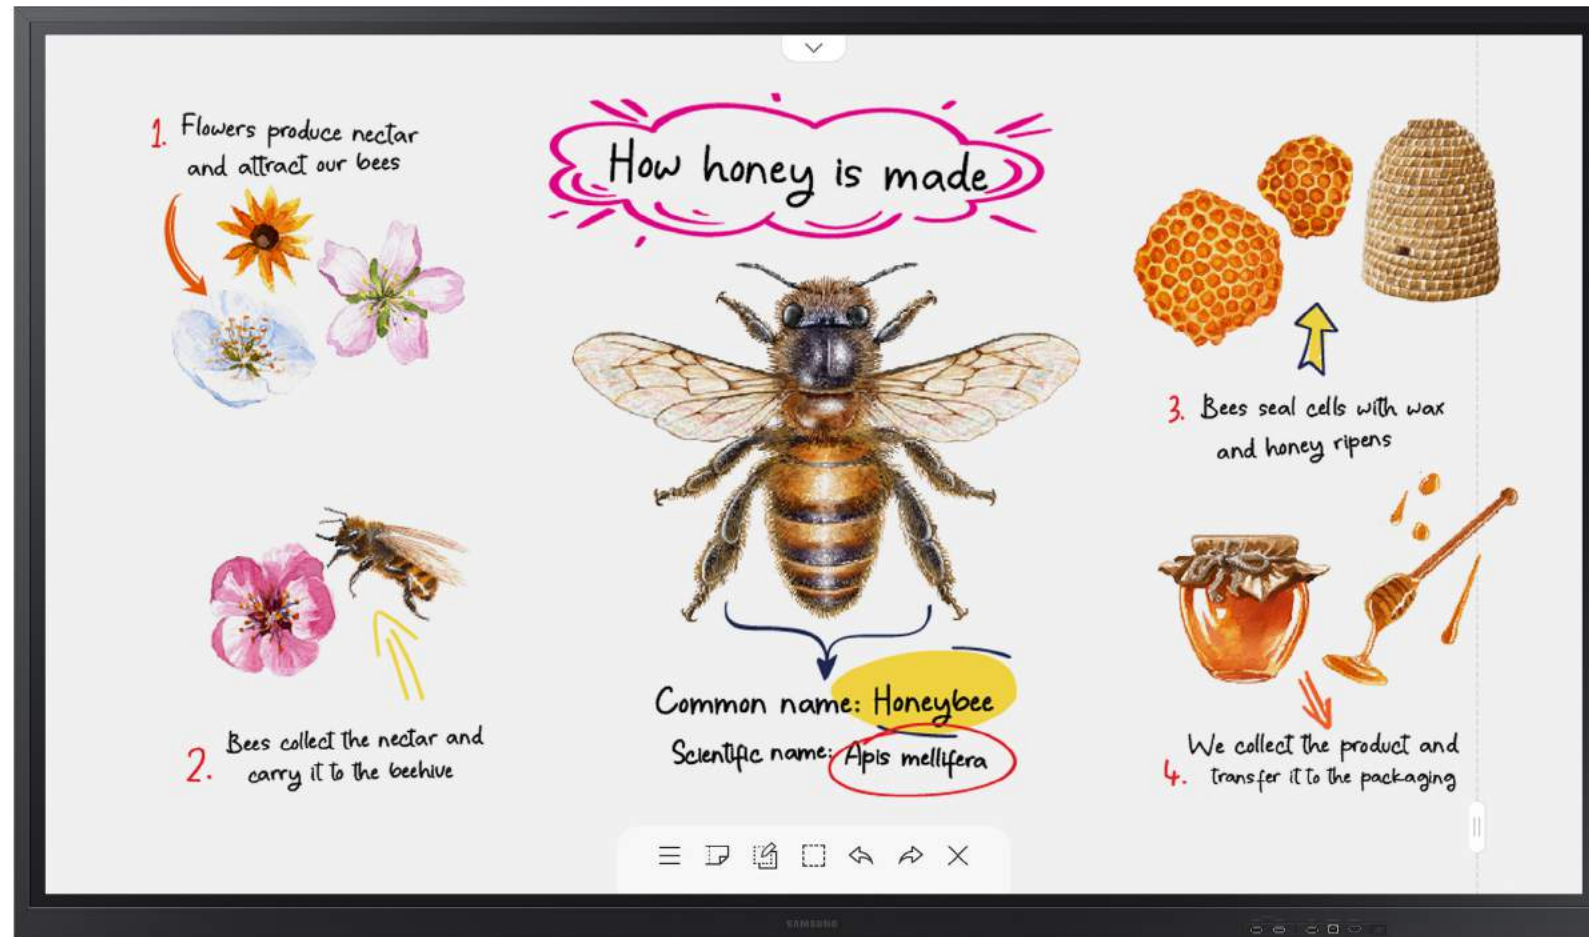 How honey is made
1. Flowers produce nectar
and attract our bees
2. Bees collect the nectar and
carry it to the beehive
Common name: Honeybee
Scientific name: Apis mellifera
3. Bees seal cells with wax
and honey ripens
We collect the product and
4. transfer it to the packaging
SAMSUNG